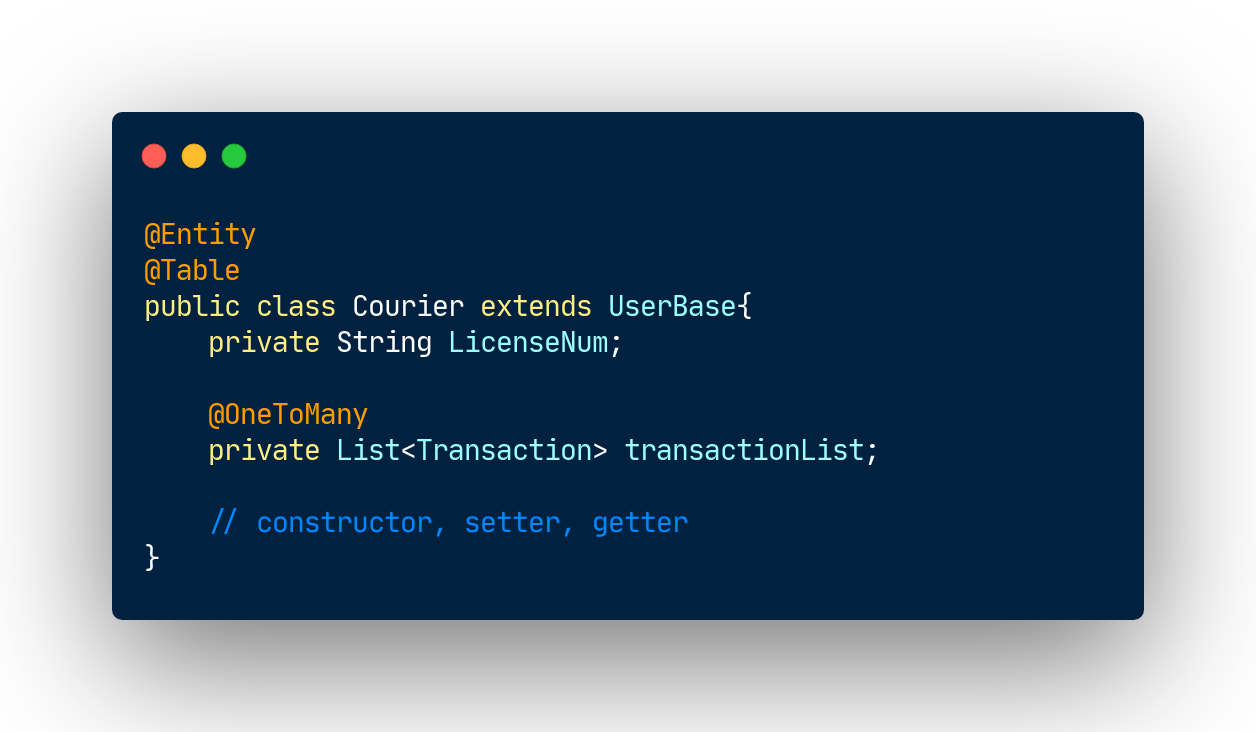 @Entity
@Table
public class Courier extends UserBase{
    private String LicenseNum;
    @OneToMany
    private List<Transaction> transactionList;
    // constructor, setter, getter
}